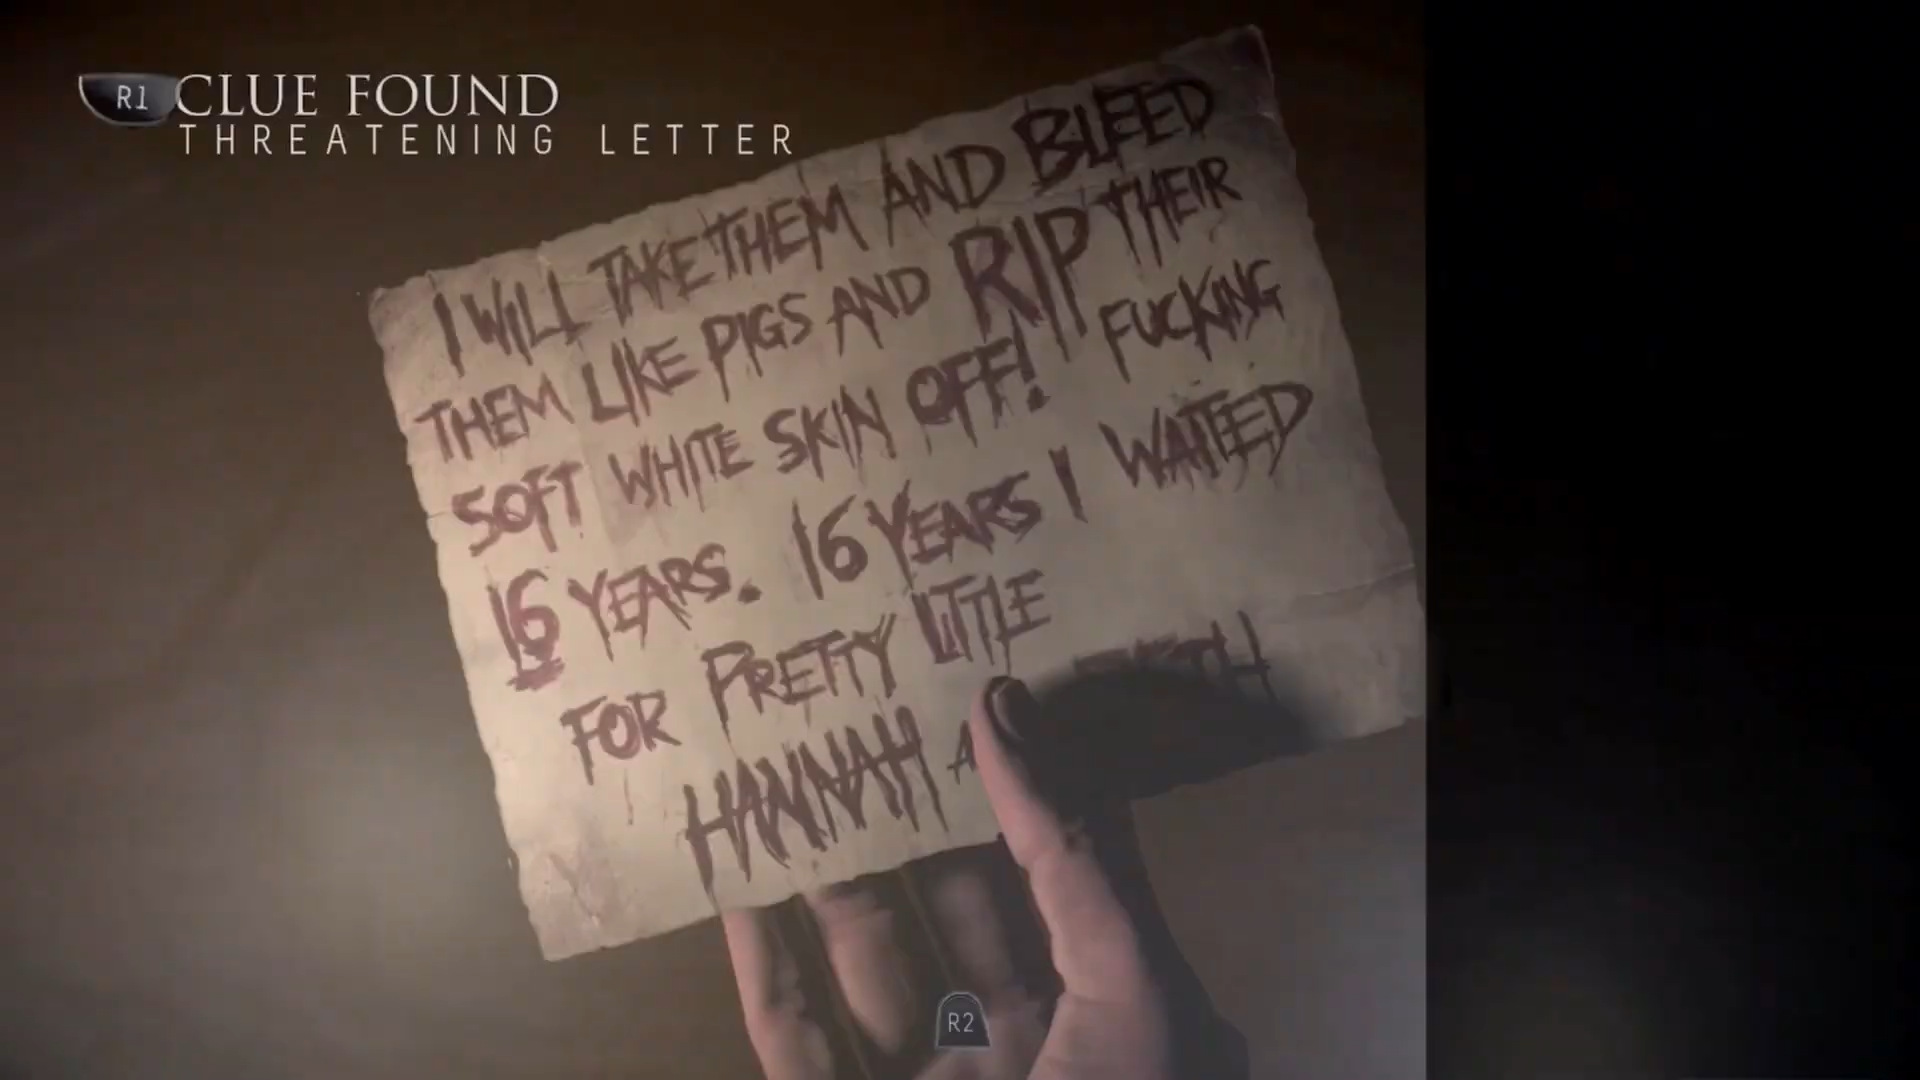 R1 CLUE FOUND
THREATENING LETTER
I WILL TAKE THEM AND BLEED
THEM LIKE PIGS AND RIP THEIR
SOFT WHITE SKIN OFF! FUCKING
16 YEARS. 16 YEARS I WAITED
FOR PRETTY LITTLE
HANNAH
R2